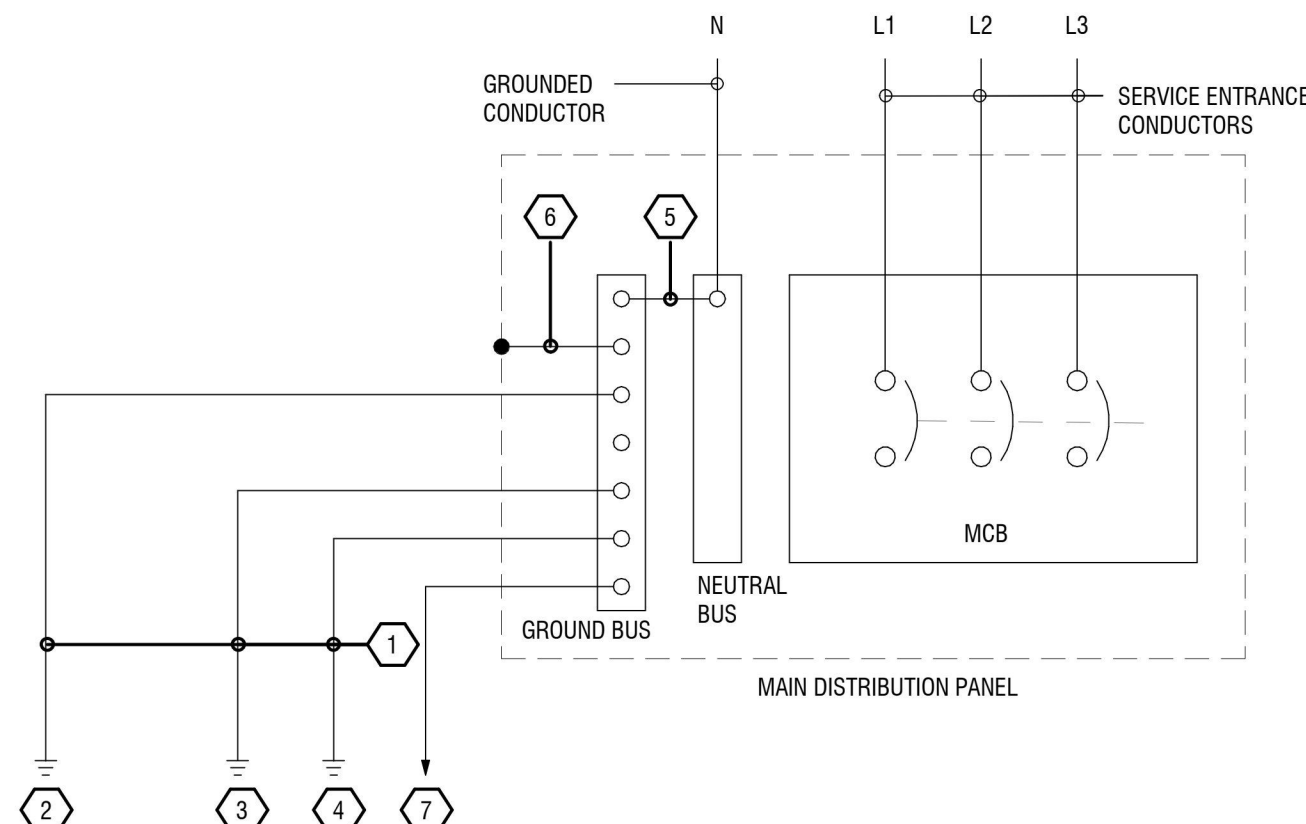 N L1 L2 L3
GROUNDED
CONDUCTOR
SERVICE ENTRANCE
CONDUCTORS
6 5
MCB
NEUTRAL
BUS
GROUND BUS
1
MAIN DISTRIBUTION PANEL
2 3 4 7